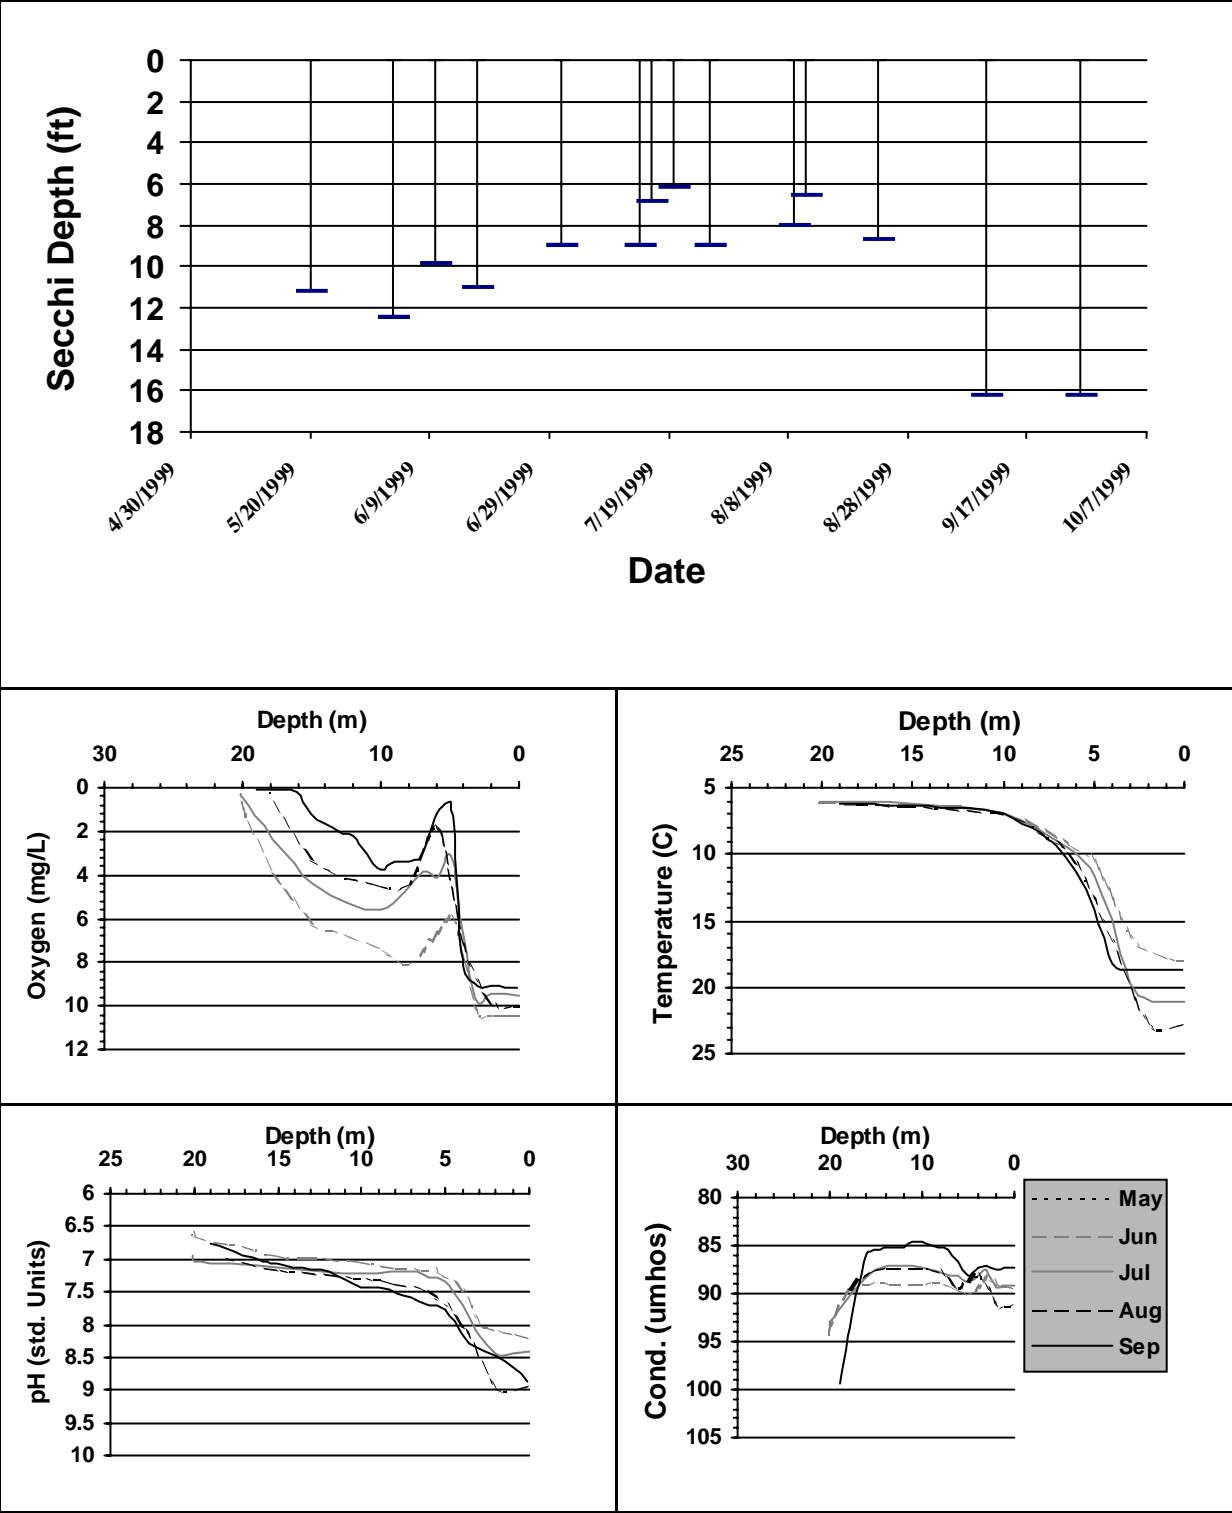 0
2
4
6
8
10
12
14
16
18
Secchi Depth (ft)
4/30/1999 5/20/1999 6/9/1999 6/29/1999 7/19/1999 8/8/1999 8/28/1999 9/17/1999 10/7/1999
Date
Depth (m)
30 20 10 0
0
2
4
6
8
10
12
Oxygen (mg/L)
Depth (m)
25 20 15 10 5 0
5
10
15
20
25
Temperature (C)
Depth (m)
25 20 15 10 5 0
6
6.5
7
7.5
8
8.5
9
9.5
10
pH (std. Units)
Depth (m)
30 20 10 0
80
85
90
95
100
105
Cond. (umhos)
May
Jun
Jul
Aug
Sep